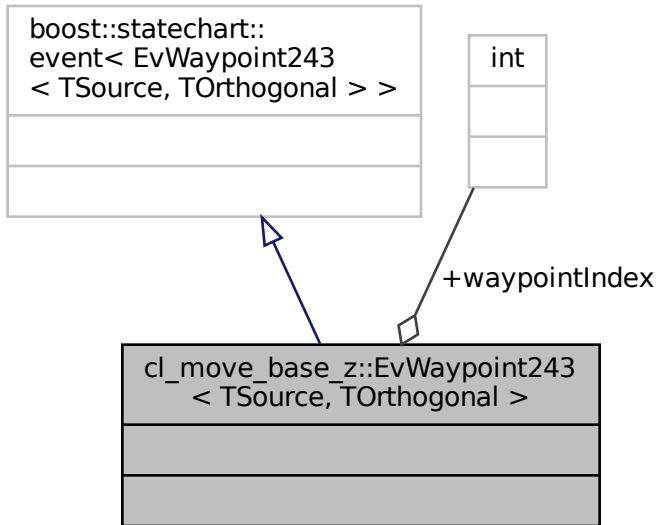 boost::statechart::
event< EvWaypoint243
< TSource, TOrthogonal > >
int
+waypointIndex
cl_move_base_z::EvWaypoint243
< TSource, TOrthogonal >